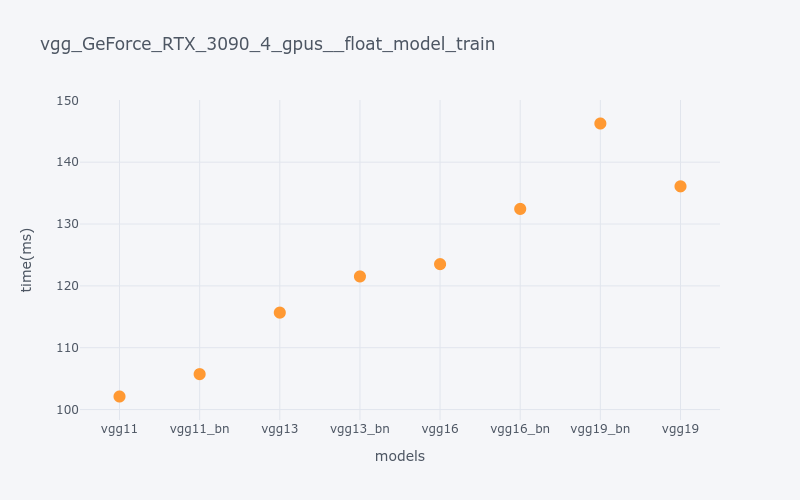 vgg_GeForce_RTX_3090_4_gpus__float_model_train
150
140
130
120
110
100
time(ms)
vgg11 vgg11_bn vgg13 vgg13_bn vgg16 vgg16_bn vgg19_bn vgg19
models